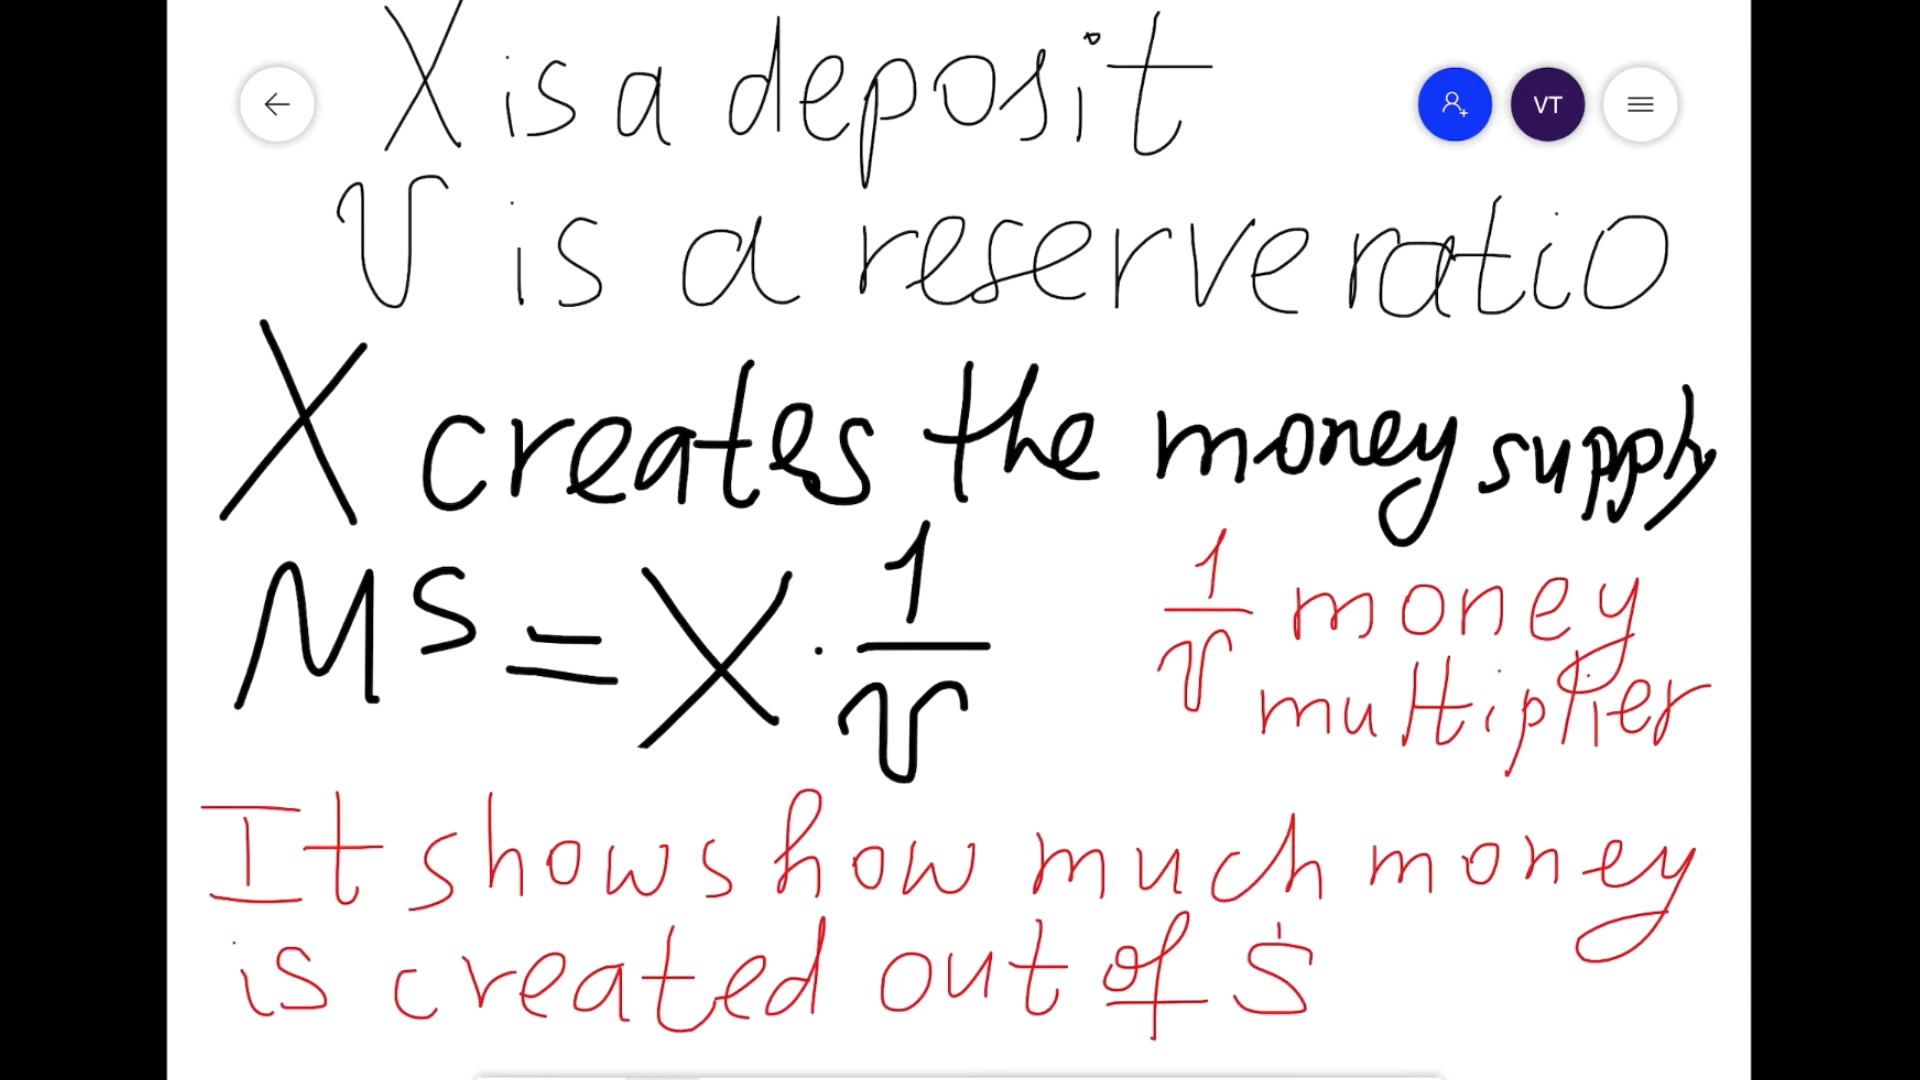 X is a deposit
VT
r is a reserve ratio
X creates the money supply
M^S = X · 1/r
1/r money multiplier
It shows how much money
is created out of $